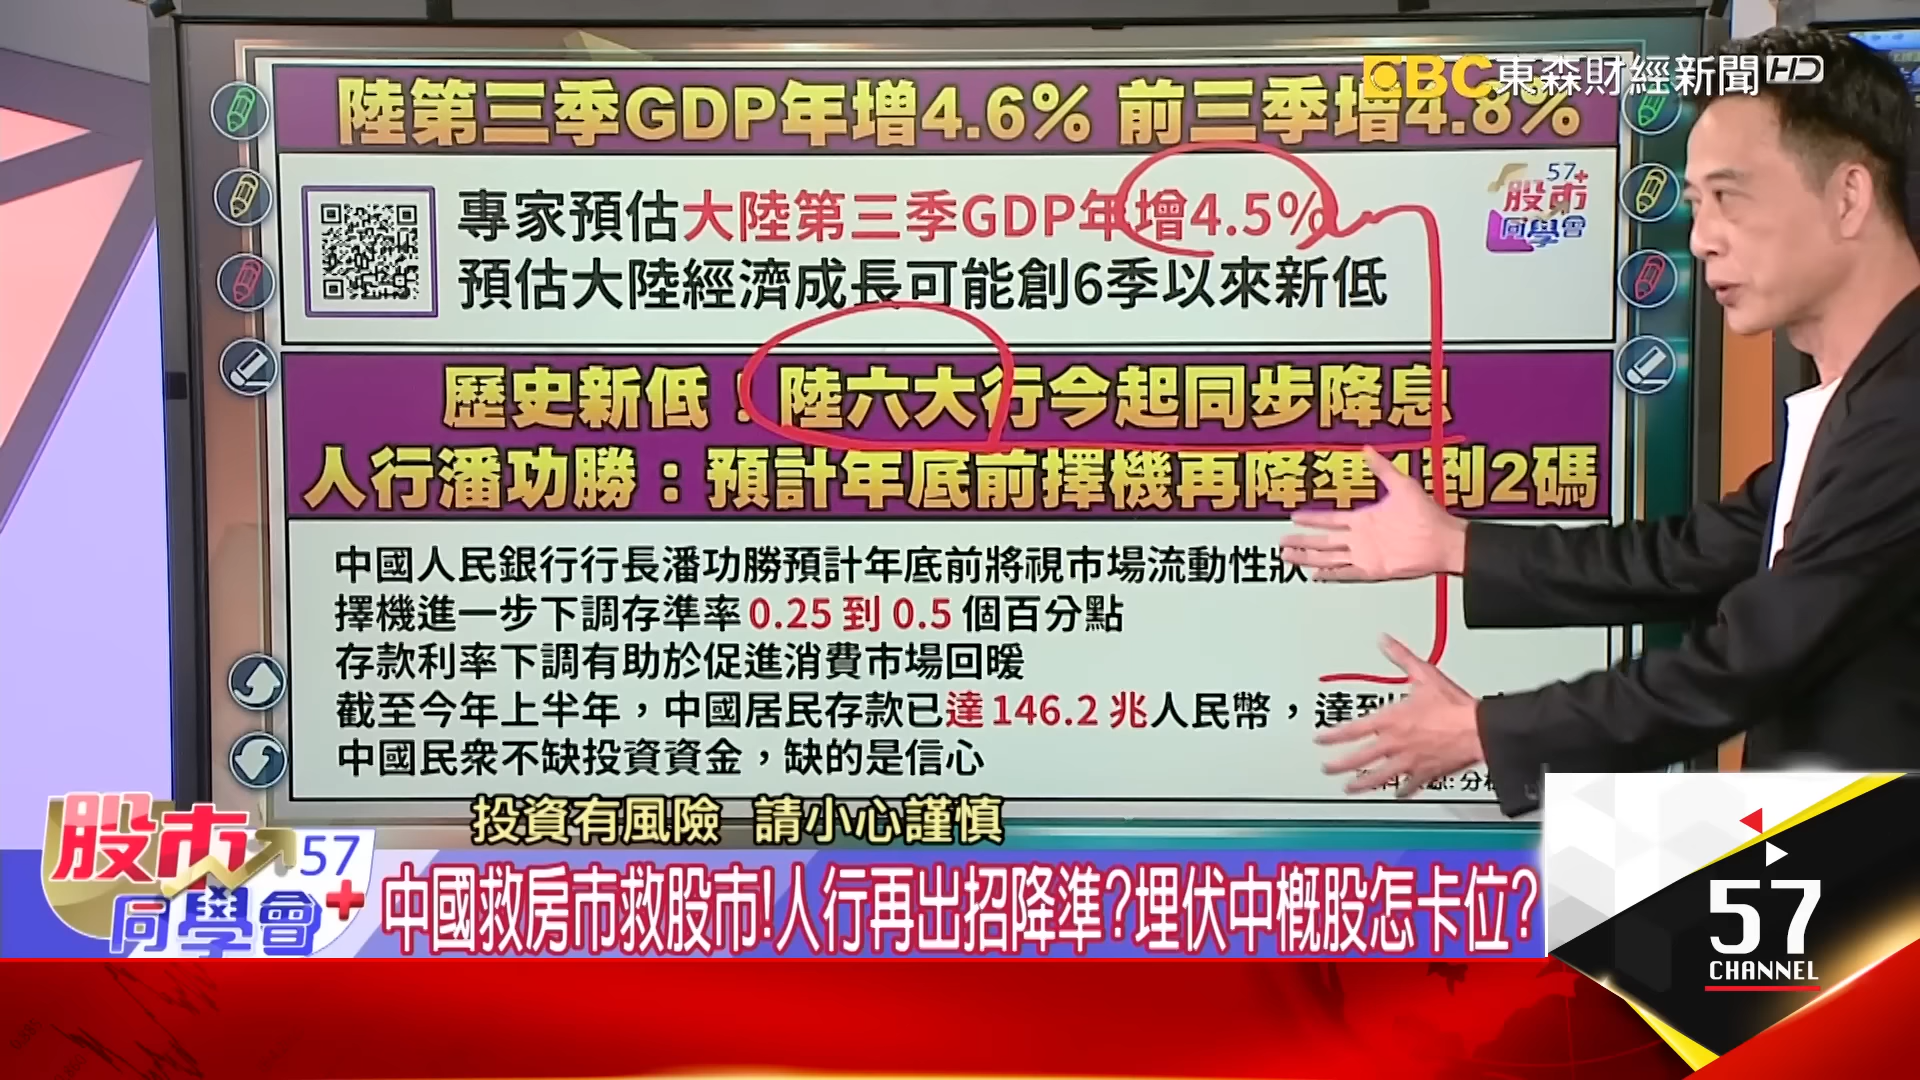 EBC 東森財經新聞 HD
陸第三季GDP年增4.6% 前三季增4.8%
57+
股市
同學會
專家預估大陸第三季GDP年增4.5%
預估大陸經濟成長可能創6季以來新低
歷史新低！陸六大行今起同步降息
人行潘功勝：預計年底前擇機再降準1到2碼
中國人民銀行行長潘功勝預計年底前將視市場流動性狀
擇機進一步下調存準率 0.25 到 0.5 個百分點
存款利率下調有助於促進消費市場回暖
截至今年上半年，中國居民存款已達 146.2 兆人民幣，達到
中國民眾不缺投資資金，缺的是信心
投資有風險 請小心謹慎
股市 57
同學會+
中國救房市救股市!人行再出招降準?埋伏中概股怎卡位?
57
CHANNEL